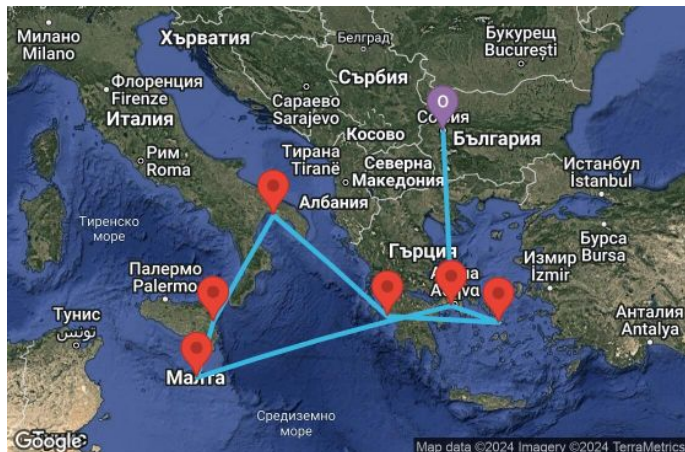 Милано
Milano
Хърватия
Белград
Букурещ
București
Флоренция
Firenze
Италия
Сараево
Sarajevo
Сърбия
О
София
България
Косово
Рим
Roma
Тирана
Tiranë
Северна
Македония
Истанбул
İstanbul
Албания
Тиренско
море
Гърция
Бурса
Bursa
Измир
İzmir
Палермо
Palermo
Атина
Αθήνα
Тунис
تونس
Анталия
Antalya
Малта
Средиземно
море
Тунис
Google
Map data ©2024 Imagery ©2024 TerraMetrics